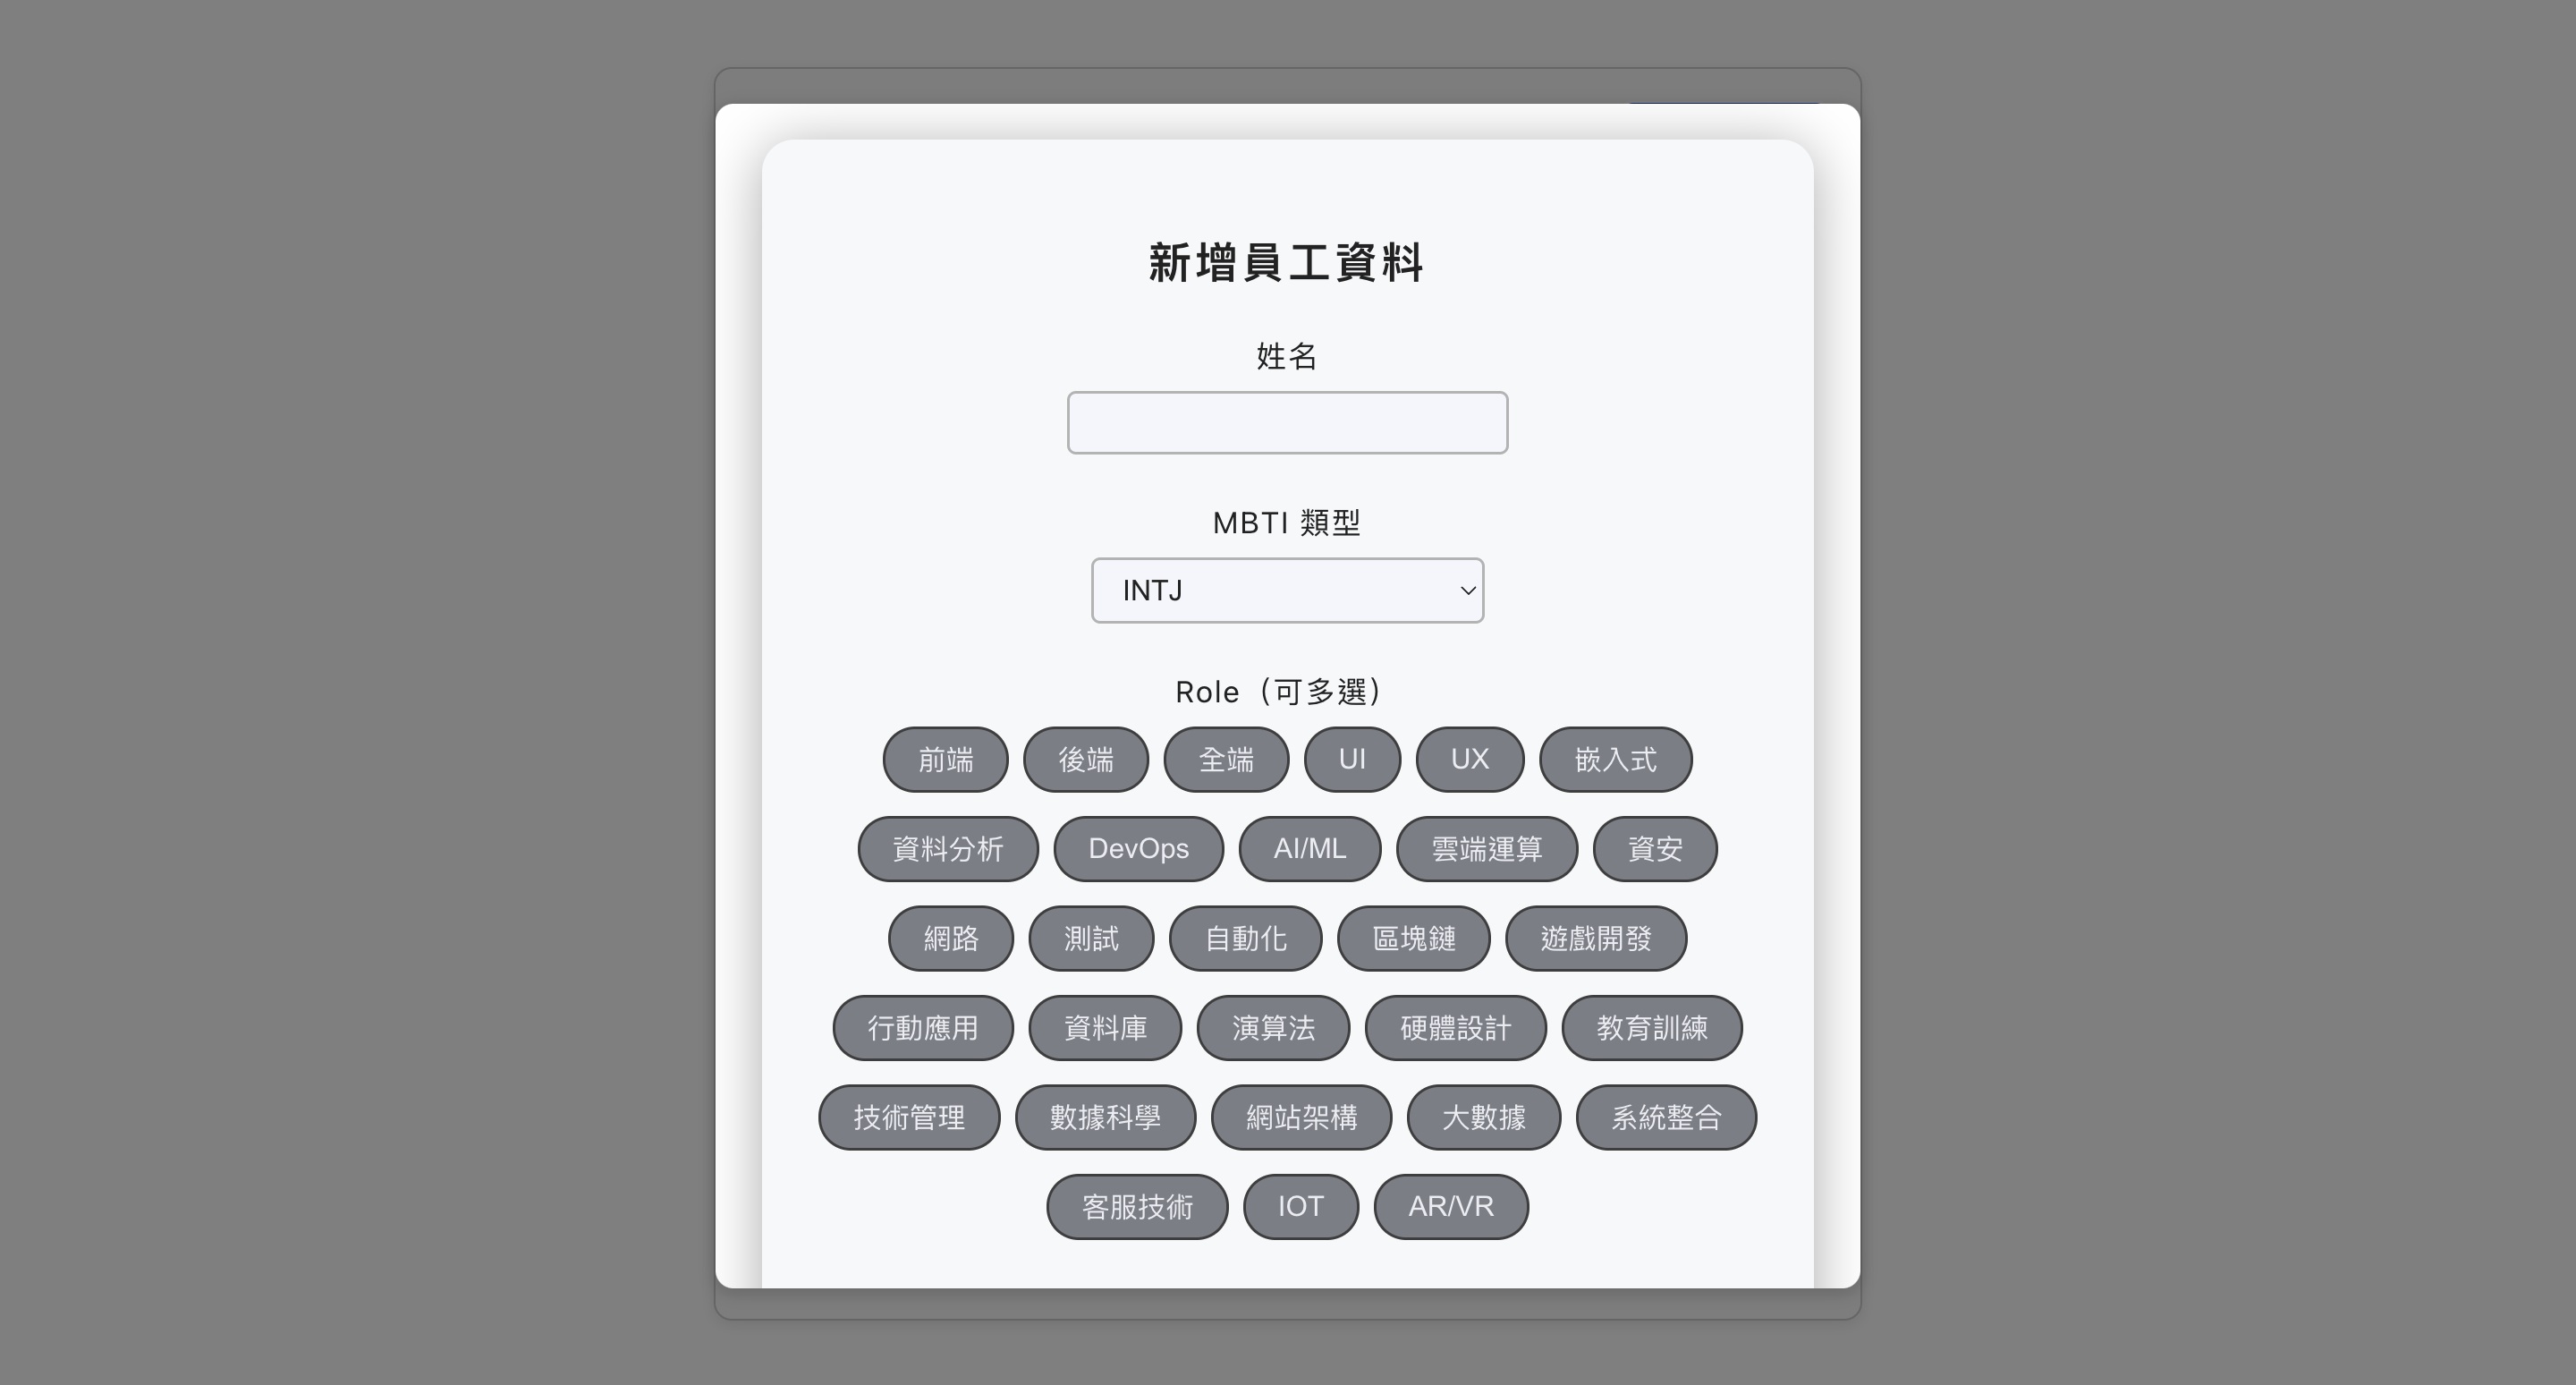 新增員工資料
姓名
MBTI 類型
INTJ
Role（可多選）
前端 後端 全端 UI UX 嵌入式
資料分析 DevOps AI/ML 雲端運算 資安
網路 測試 自動化 區塊鏈 遊戲開發
行動應用 資料庫 演算法 硬體設計 教育訓練
技術管理 數據科學 網站架構 大數據 系統整合
客服技術 IOT AR/VR